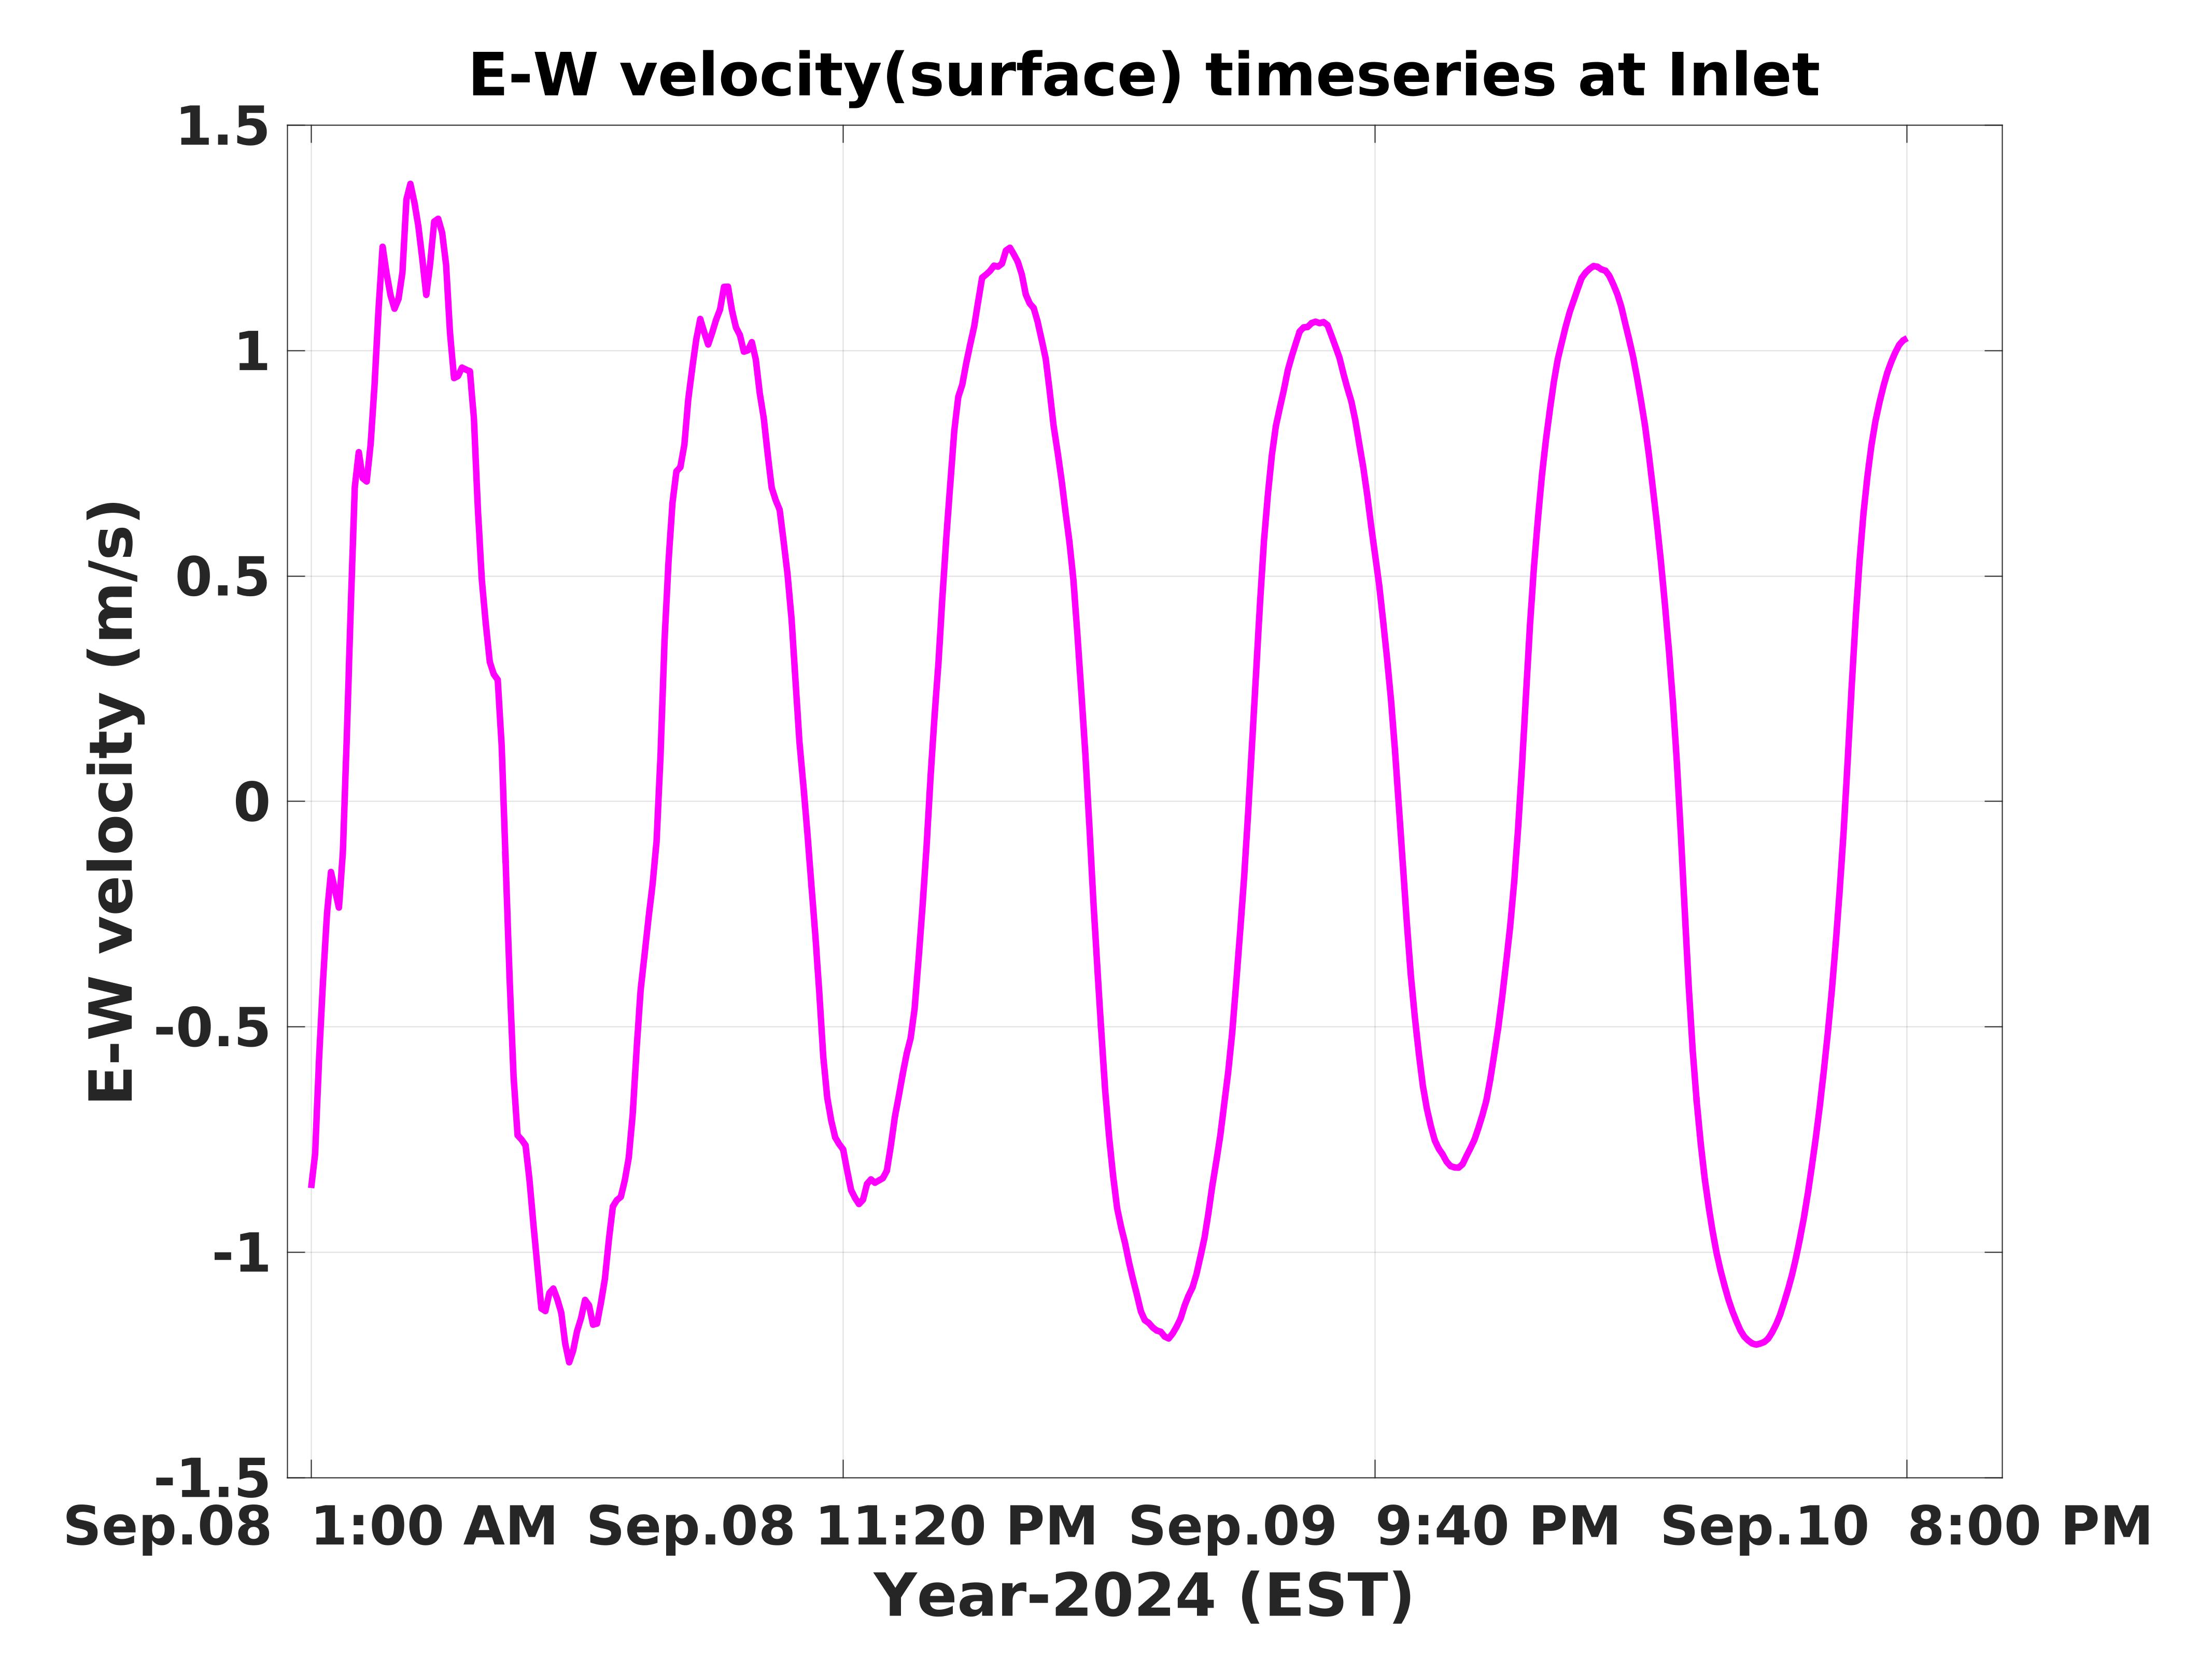 E-W velocity(surface) timeseries at Inlet
E-W velocity (m/s)
1.5
1
0.5
0
-0.5
-1
-1.5
Sep.08 1:00 AM Sep.08 11:20 PM Sep.09 9:40 PM Sep.10 8:00 PM
Year-2024 (EST)